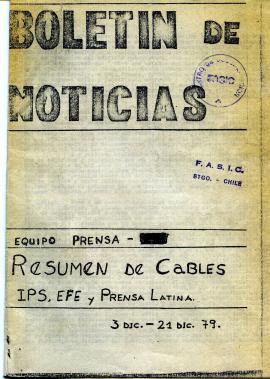 BOLETIN DE
NOTICIAS
F. A. S. I. C.
STGO. - CHILE
EQUIPO PRENSA -
RESUMEN DE CABLES
IPS, EFE y PRENSA LATINA.
3 DIC. - 21 DIC. 79.